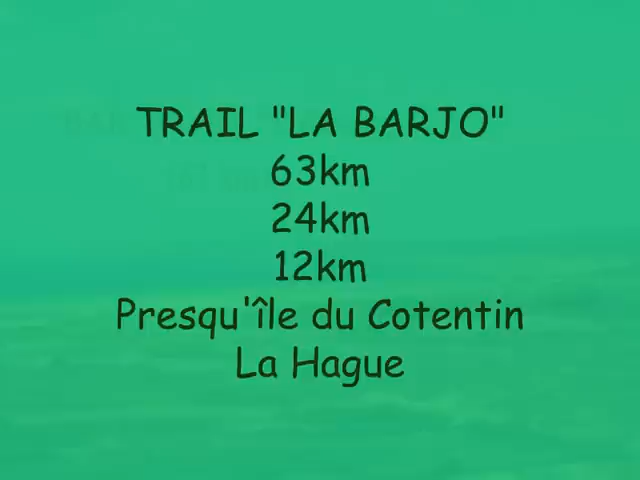 TRAIL "LA BARJO"
63km
24km
12km
Presqu'île du Cotentin
La Hague